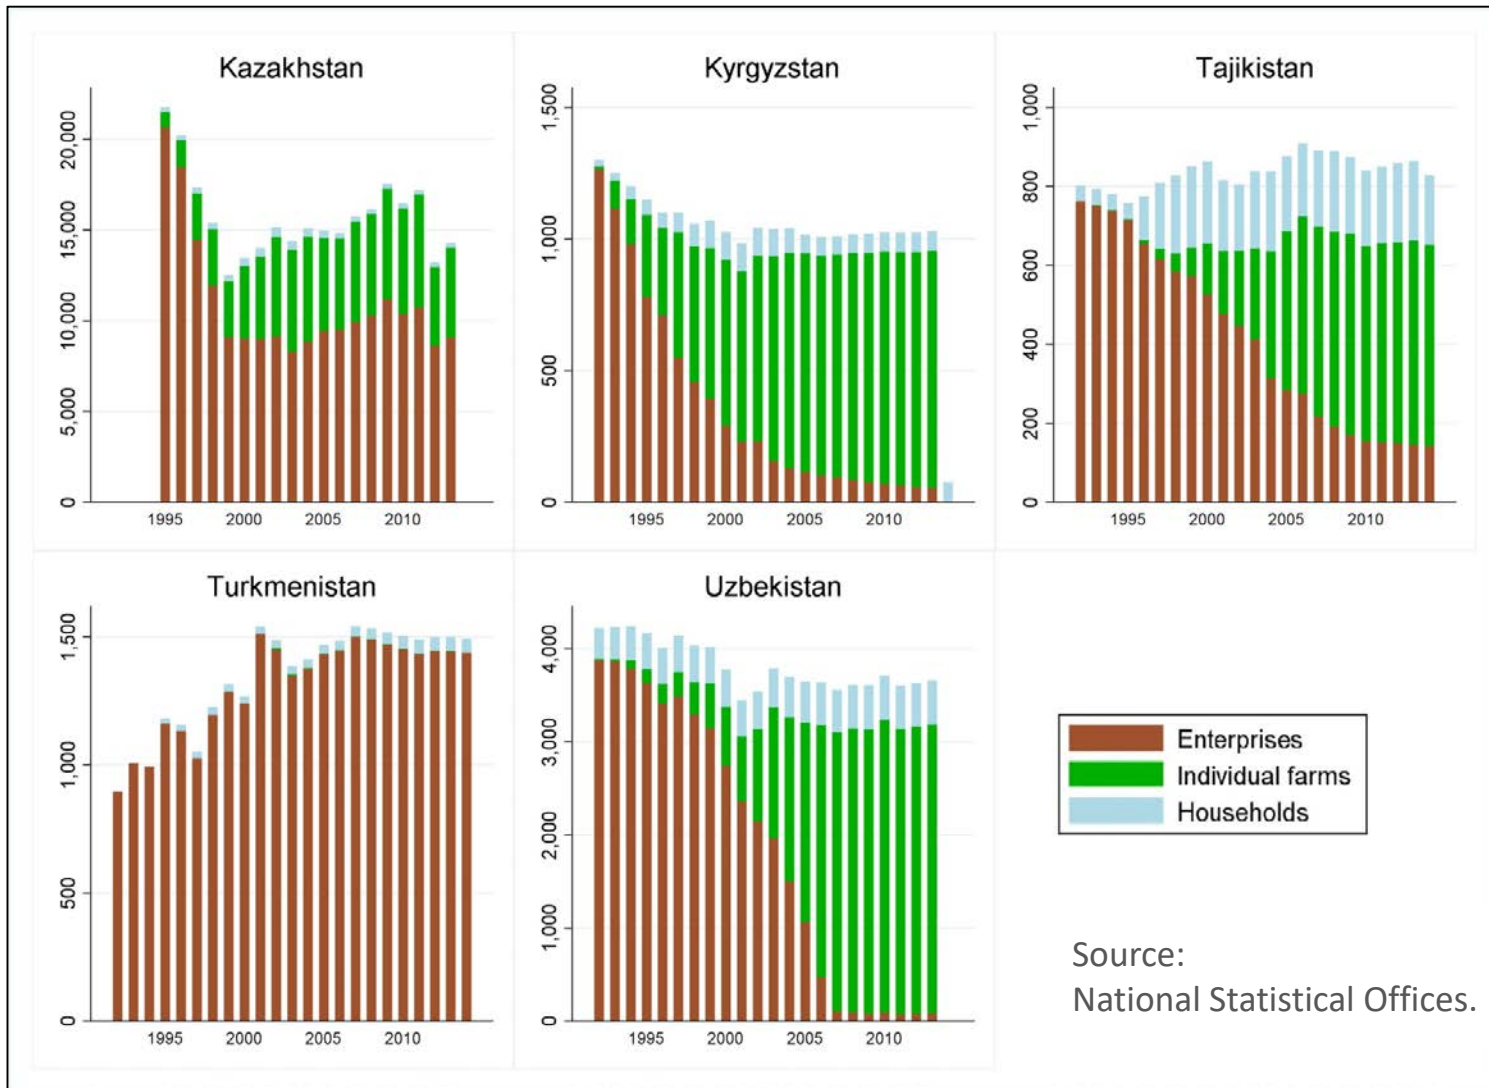 Kazakhstan
20,000
15,000
10,000
5,000
0
1995 2000 2005 2010
Kyrgyzstan
1,500
1,000
500
0
1995 2000 2005 2010
Tajikistan
1,000
800
600
400
200
0
1995 2000 2005 2010
Turkmenistan
1,500
1,000
500
0
1995 2000 2005 2010
Uzbekistan
4,000
3,000
2,000
1,000
0
1995 2000 2005 2010
Enterprises
Individual farms
Households
Source:
National Statistical Offices.